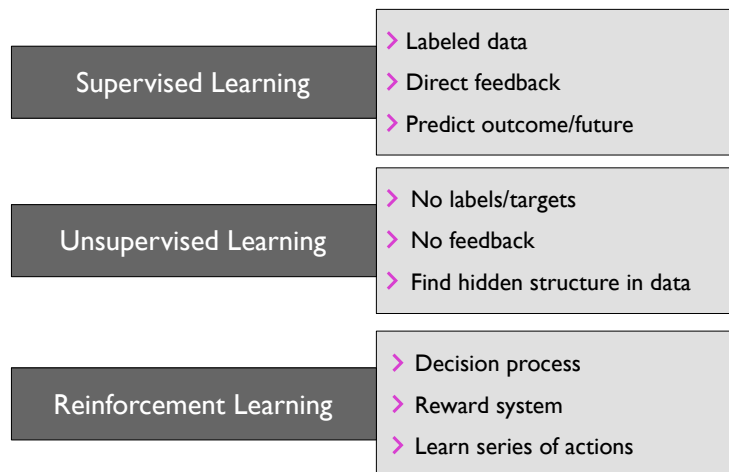 Supervised Learning
Labeled data
Direct feedback
Predict outcome/future
Unsupervised Learning
No labels/targets
No feedback
Find hidden structure in data
Reinforcement Learning
Decision process
Reward system
Learn series of actions